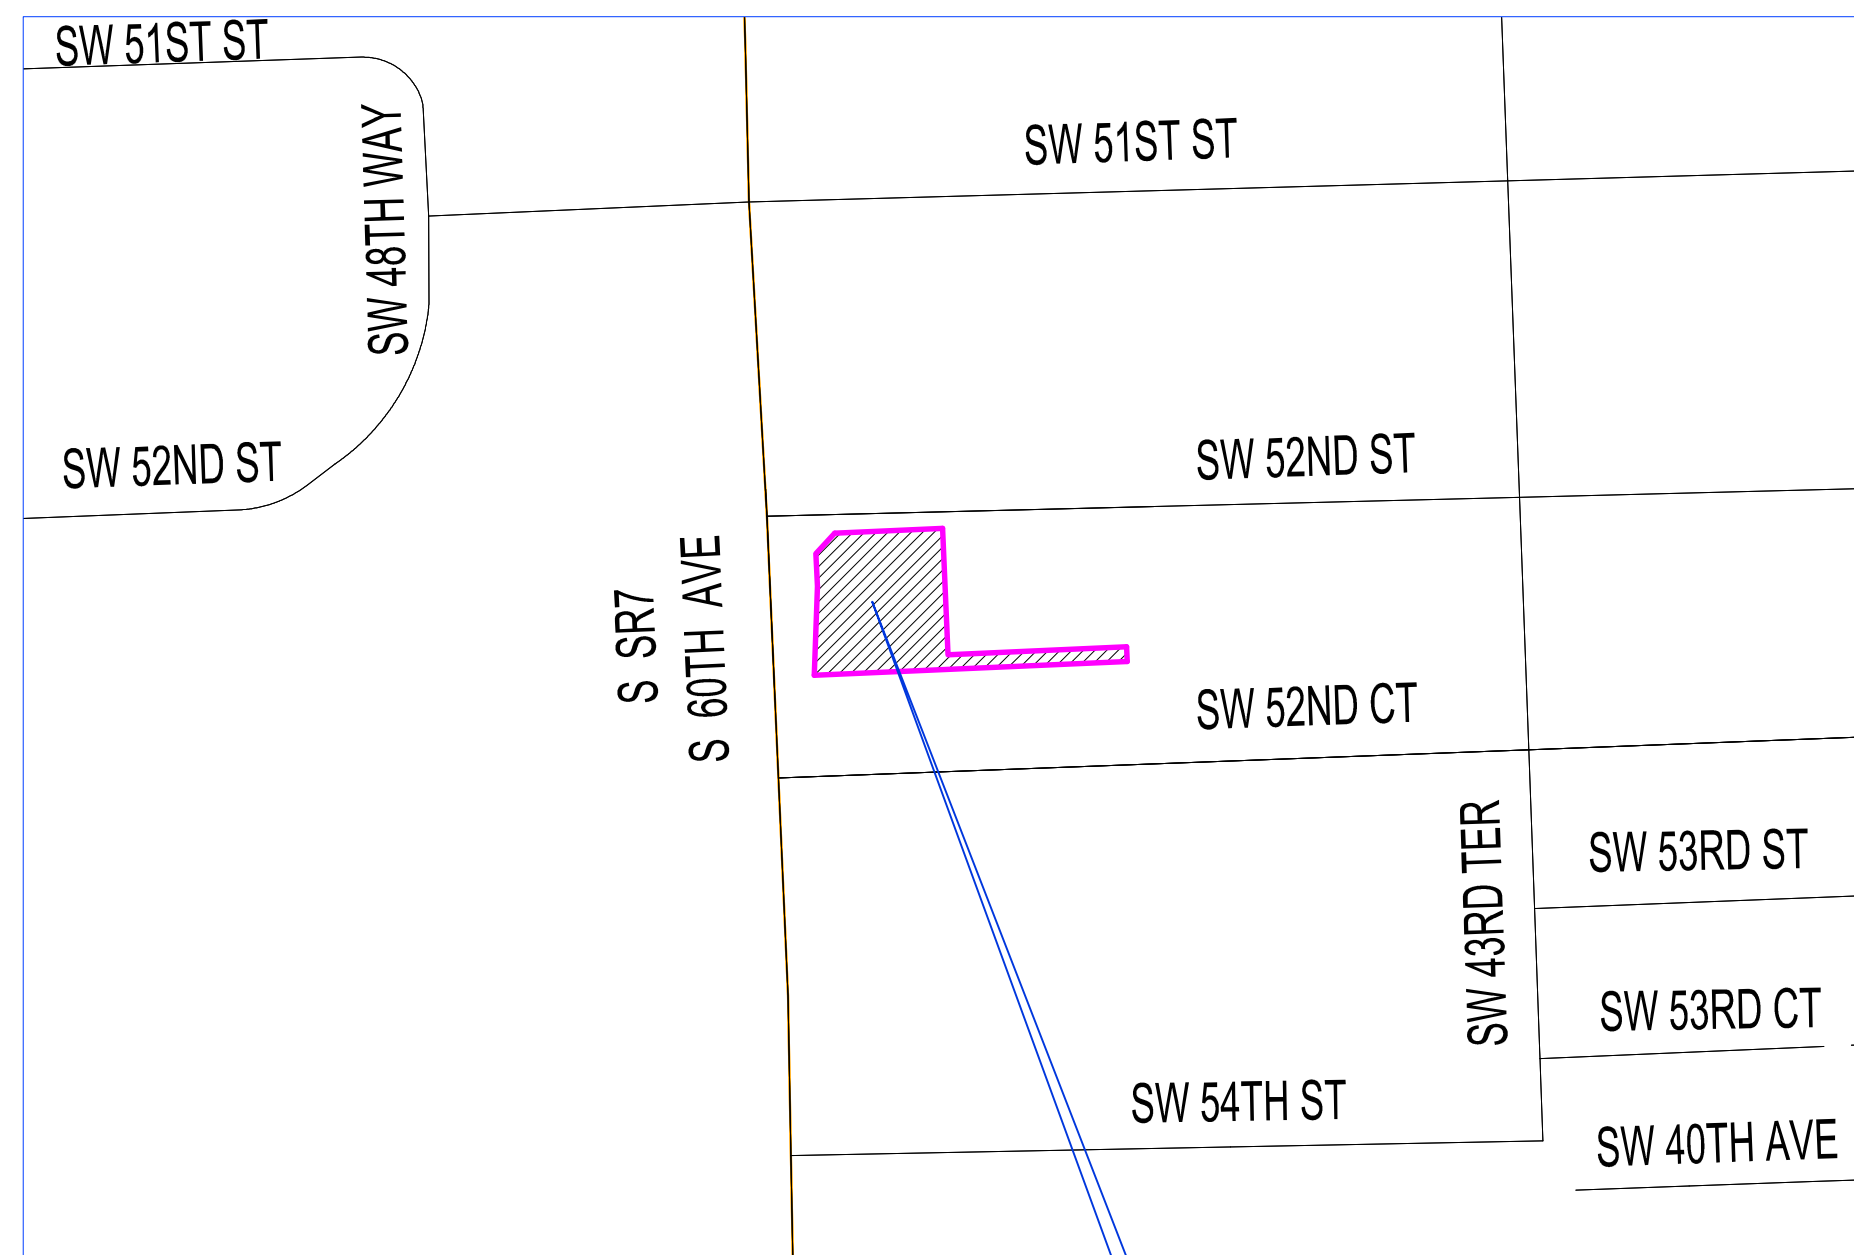 SW 51ST ST
SW 48TH WAY
SW 51ST ST
SW 52ND ST
SW 52ND ST
S SR7
S 60TH AVE
SW 52ND CT
SW 43RD TER
SW 53RD ST
SW 53RD CT
SW 54TH ST
SW 40TH AVE